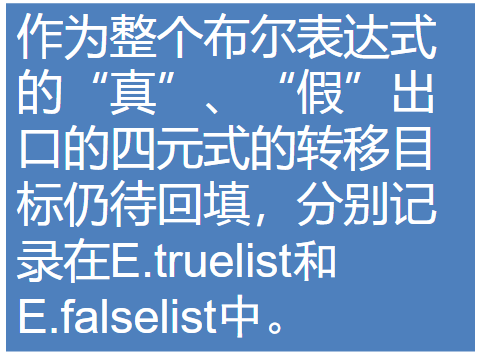 作为整个布尔表达式
的“真”、“假”出
口的四元式的转移目
标仍待回填，分别记
录在E.truelist和
E.falselist中。